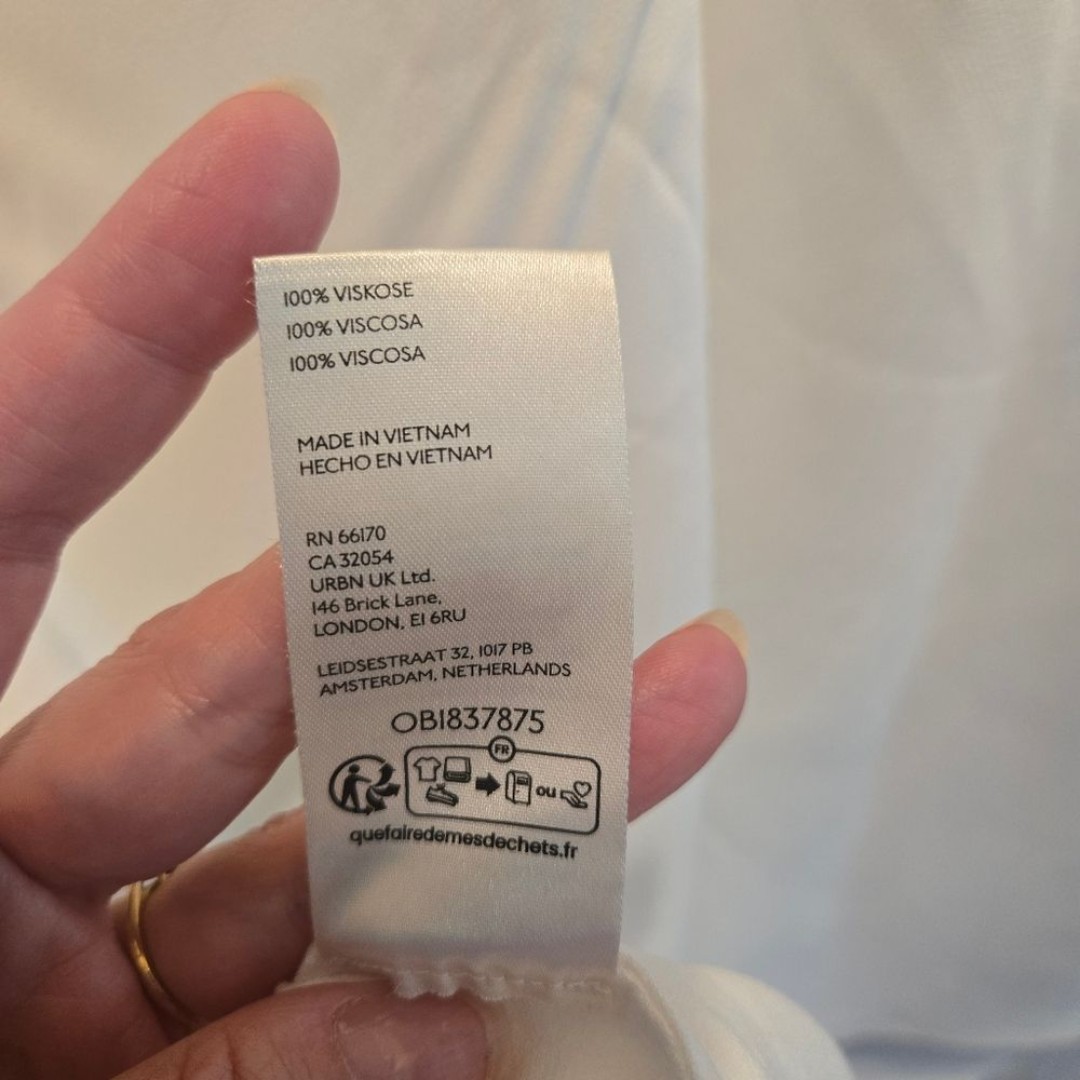 100% VISKOSE
100% VISCOSA
100% VISCOSA
MADE IN VIETNAM
HECHO EN VIETNAM
RN 66170
CA 32054
URBN UK Ltd.
146 Brick Lane,
LONDON, E1 6RU
LEIDSESTRAAT 32, 1017 PB
AMSTERDAM, NETHERLANDS
OB1837875
FR
ou
quefairedemesdechets.fr